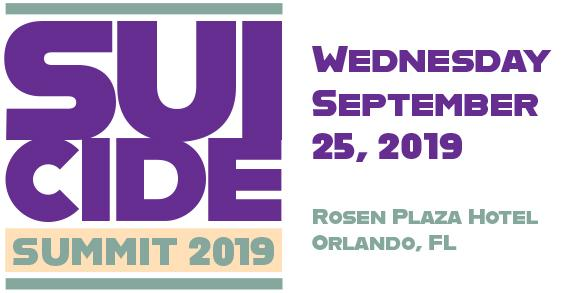 SUI
CIDE
SUMMIT 2019
WEDNESDAY
SEPTEMBER
25, 2019
ROSEN PLAZA HOTEL
ORLANDO, FL